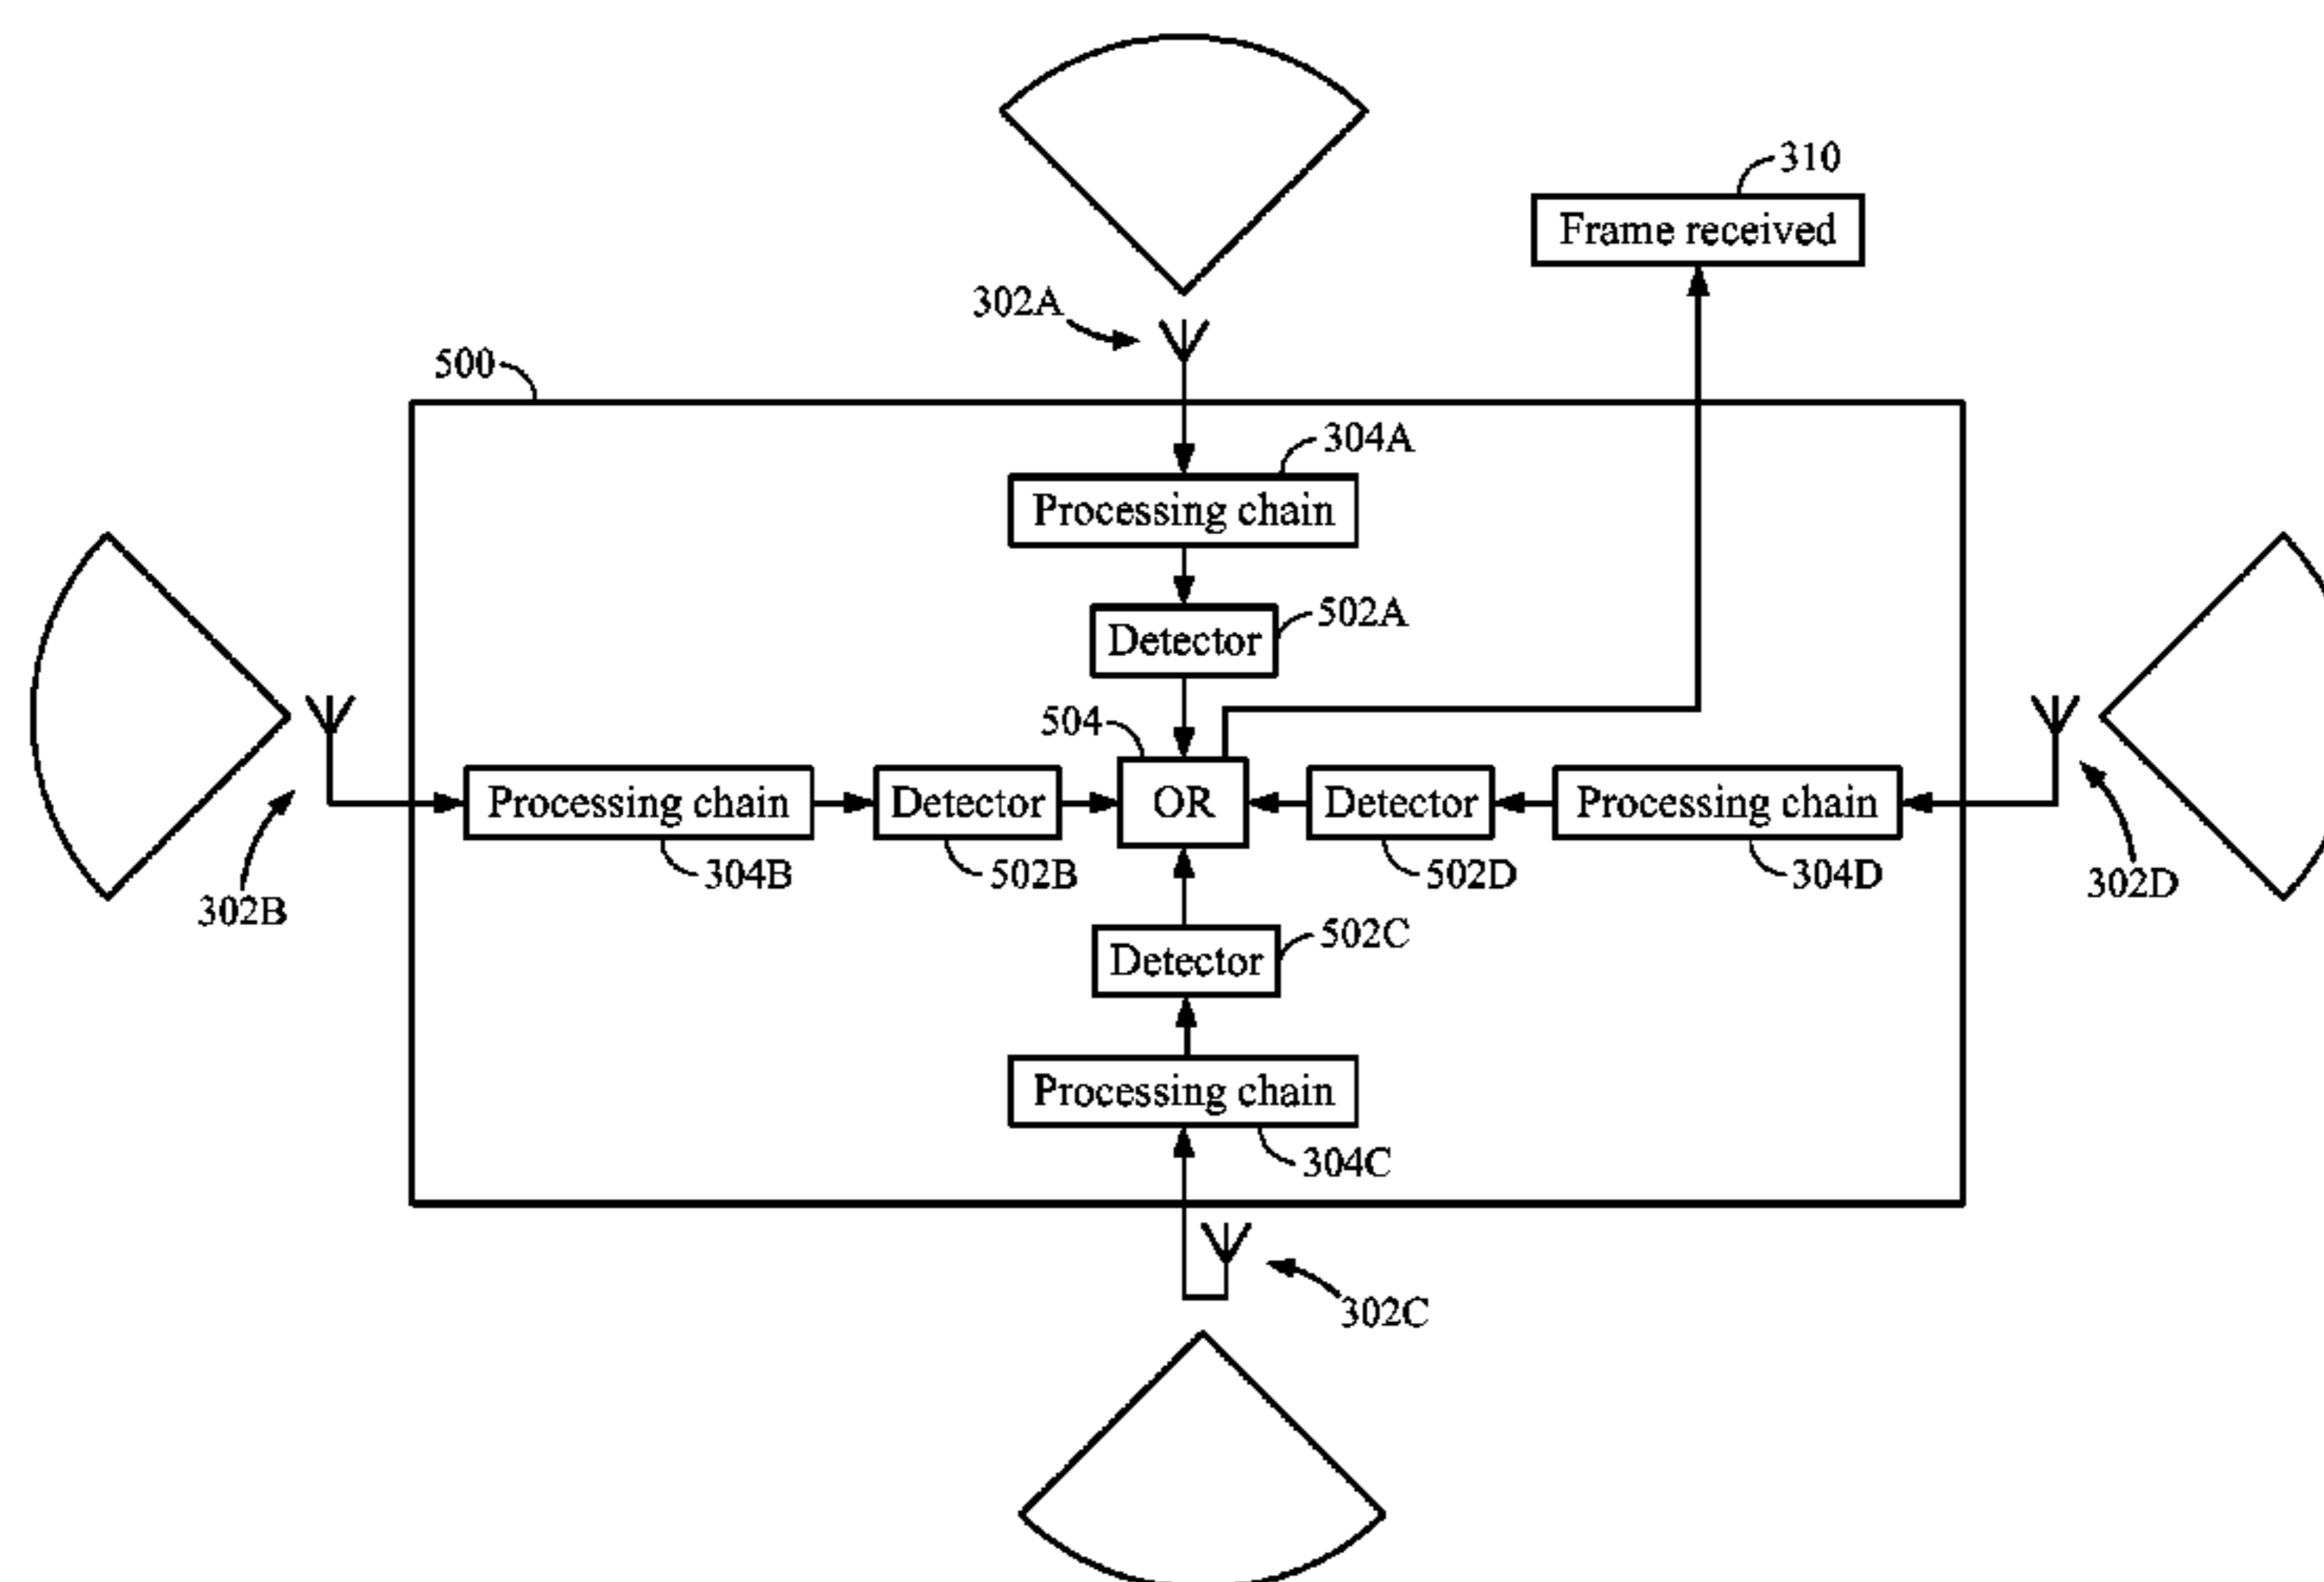 310
Frame received
302A
500
304A
Processing chain
502A
Detector
504
Processing chain
Detector
OR
Detector
Processing chain
304B
502B
502D
304D
302B
302D
502C
Detector
Processing chain
304C
302C